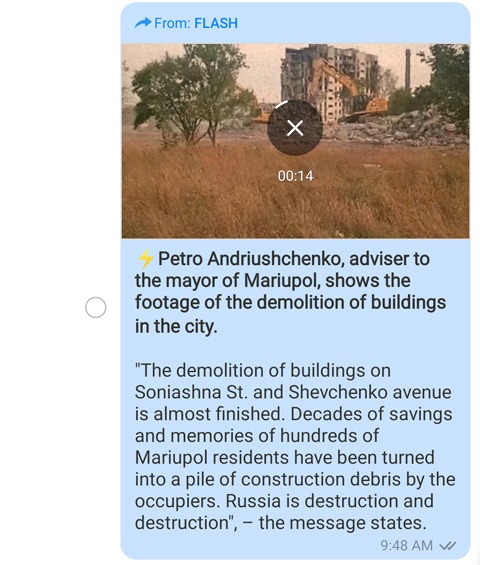 From: FLASH
00:14
⚡Petro Andriushchenko, adviser to
the mayor of Mariupol, shows the
footage of the demolition of buildings
in the city.
"The demolition of buildings on
Soniashna St. and Shevchenko avenue
is almost finished. Decades of savings
and memories of hundreds of
Mariupol residents have been turned
into a pile of construction debris by the
occupiers. Russia is destruction and
destruction", – the message states.
9:48 AM